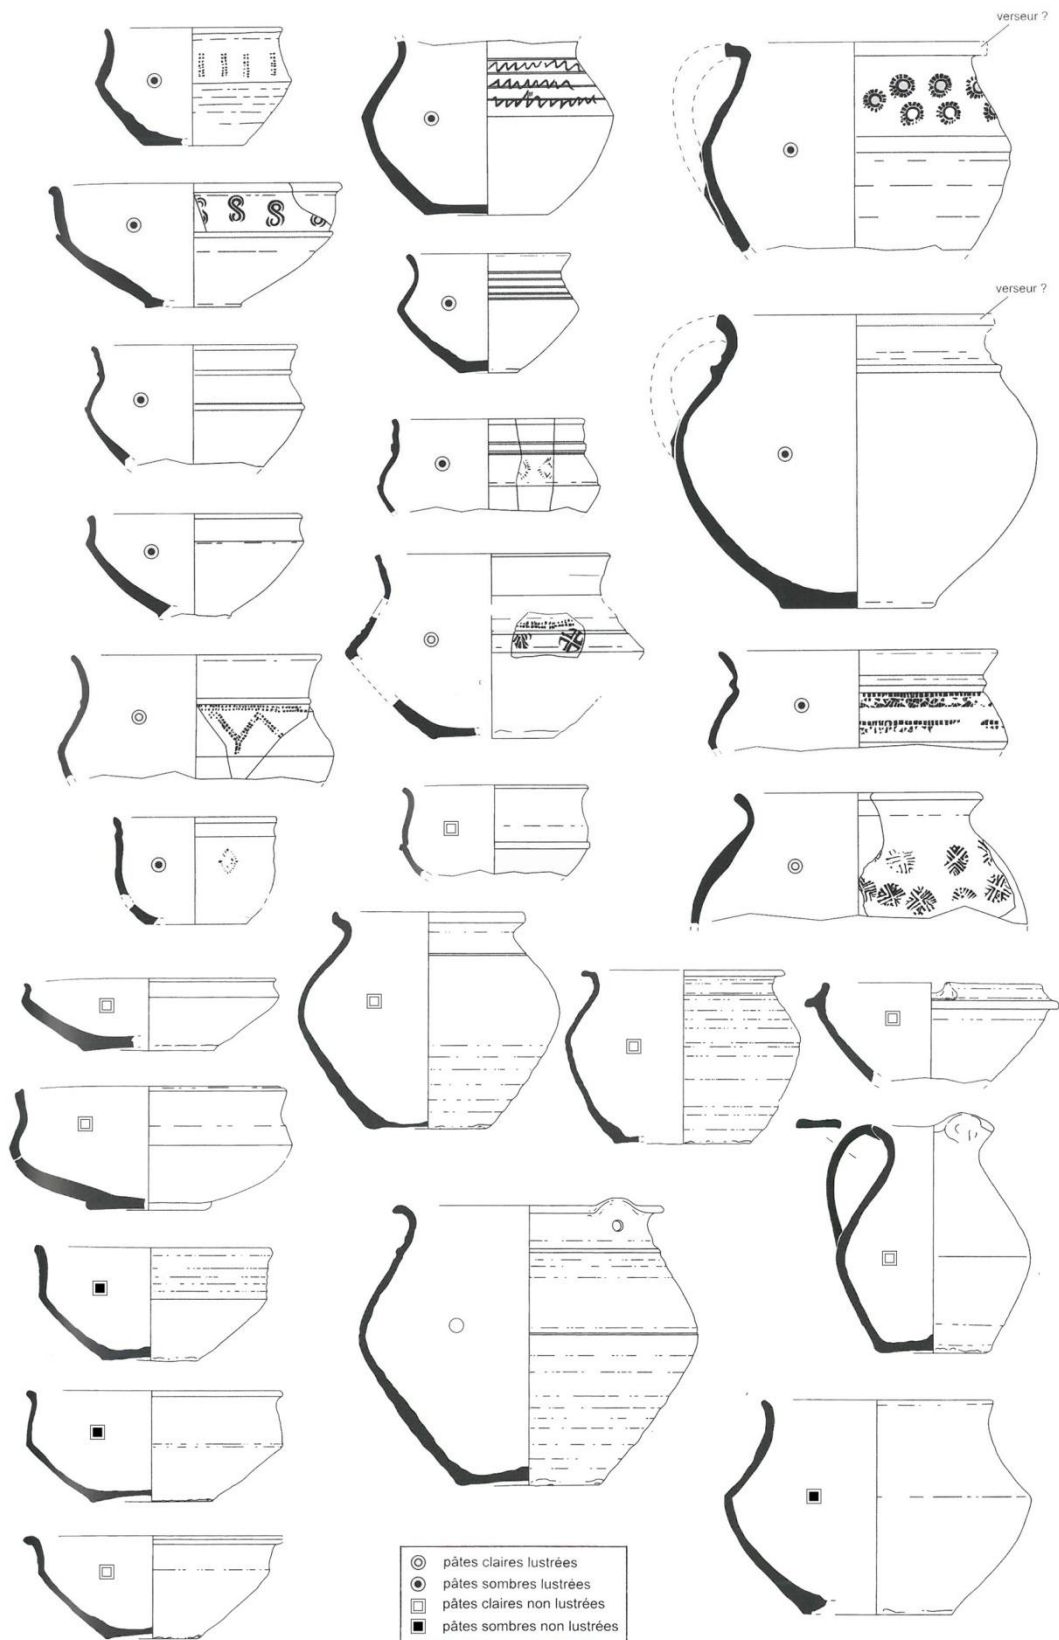 verseur ?
verseur ?
pâtes claires lustrées
pâtes sombres lustrées
pâtes claires non lustrées
pâtes sombres non lustrées